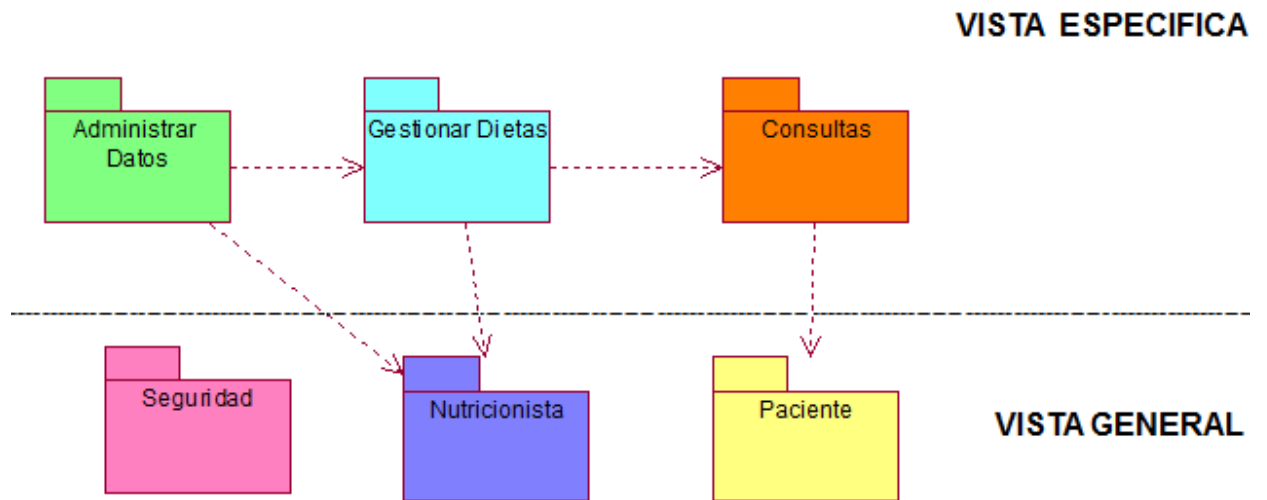 VISTA ESPECIFICA
Administrar
Datos
Gestionar Dietas
Consultas
Seguridad
Nutricionista
Paciente
VISTA GENERAL